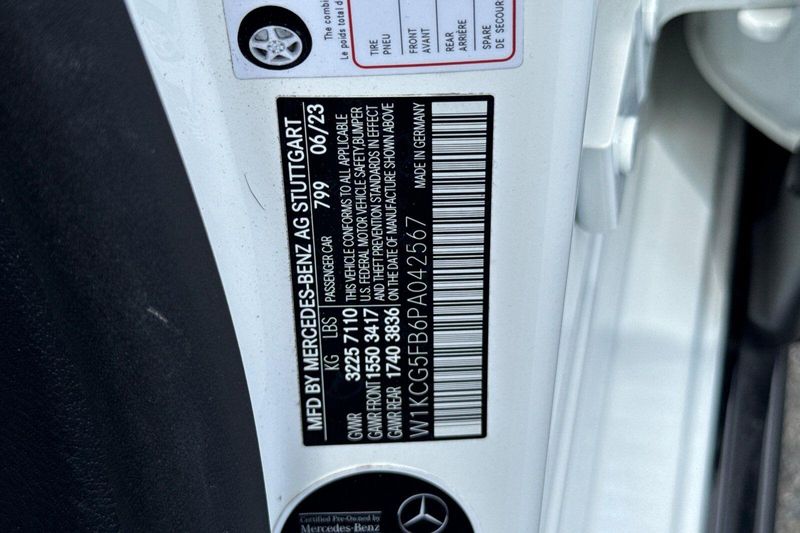 The combin
Le poids total d
TIRE
PNEU
FRONT
AVANT
REAR
ARRIÈRE
SPARE
DE SECOUR
MFD BY MERCEDES-BENZ AG STUTTGART
799 06/23
KG LBS PASSENGER CAR
GVWR 3225 7110 THIS VEHICLE CONFORMS TO ALL APPLICABLE
U.S. FEDERAL MOTOR VEHICLE SAFETY, BUMPER
GAWR FRONT 1550 3417 AND THEFT PREVENTION STANDARDS IN EFFECT
GAWR REAR 1740 3836 ON THE DATE OF MANUFACTURE SHOWN ABOVE
W1KCG5FB6PA042567 MADE IN GERMANY
Certified Pre-Owned by
Mercedes-Benz